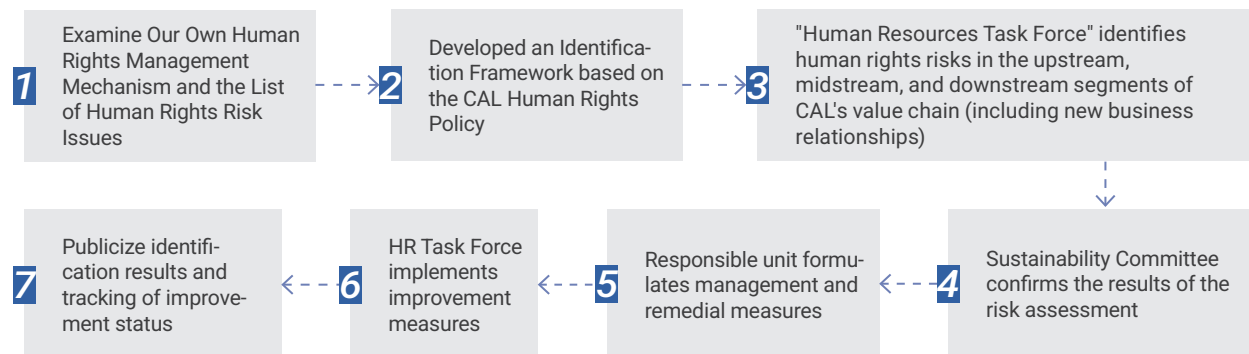 1
Examine Our Own Human
Rights Management
Mechanism and the List
of Human Rights Risk
Issues
2
Developed an Identifica-
tion Framework based on
the CAL Human Rights
Policy
3
"Human Resources Task Force" identifies
human rights risks in the upstream,
midstream, and downstream segments of
CAL's value chain (including new business
relationships)
4
Sustainability Committee
confirms the results of the
risk assessment
5
Responsible unit formu-
lates management and
remedial measures
6
HR Task Force
implements
improvement
measures
7
Publicize identifi-
cation results and
tracking of improve-
ment status